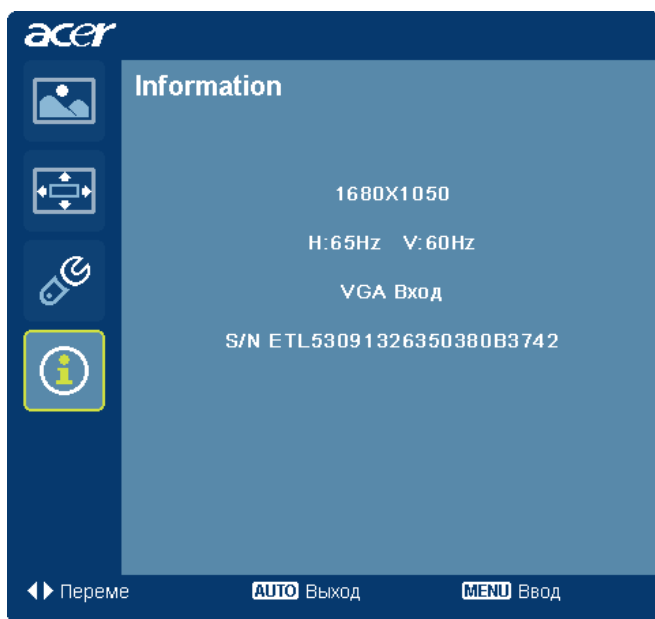 acer
Information
1680X1050
H:65Hz V:60Hz
VGA Вход
S/N ETL53091326350380B3742
Переме AUTO Выход MENU Ввод